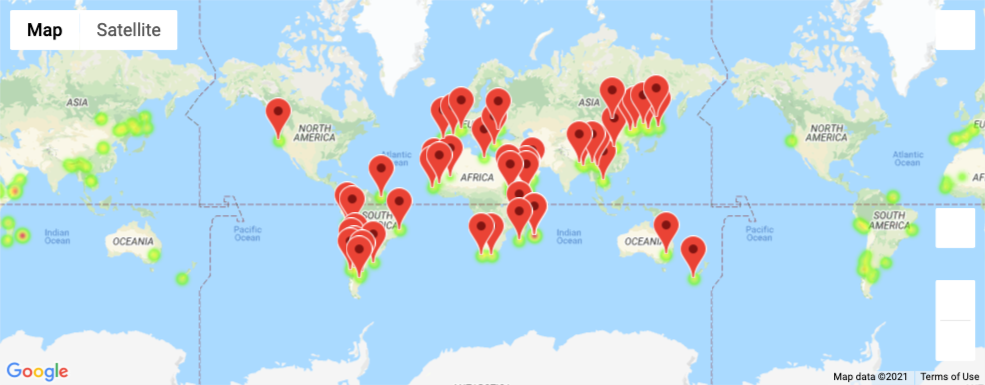 Map Satellite
ASIA
NORTH
AMERICA
Atlantic
Ocean
AFRICA
SOUTH
AMERICA
Indian
Ocean
OCEANIA
Pacific
Ocean
ASIA
Indian
Ocean
OCEANIA
Pacific
Ocean
NORTH
AMERICA
Atlantic
Ocean
SOUTH
AMERICA
Google
Map data ©2021 Terms of Use